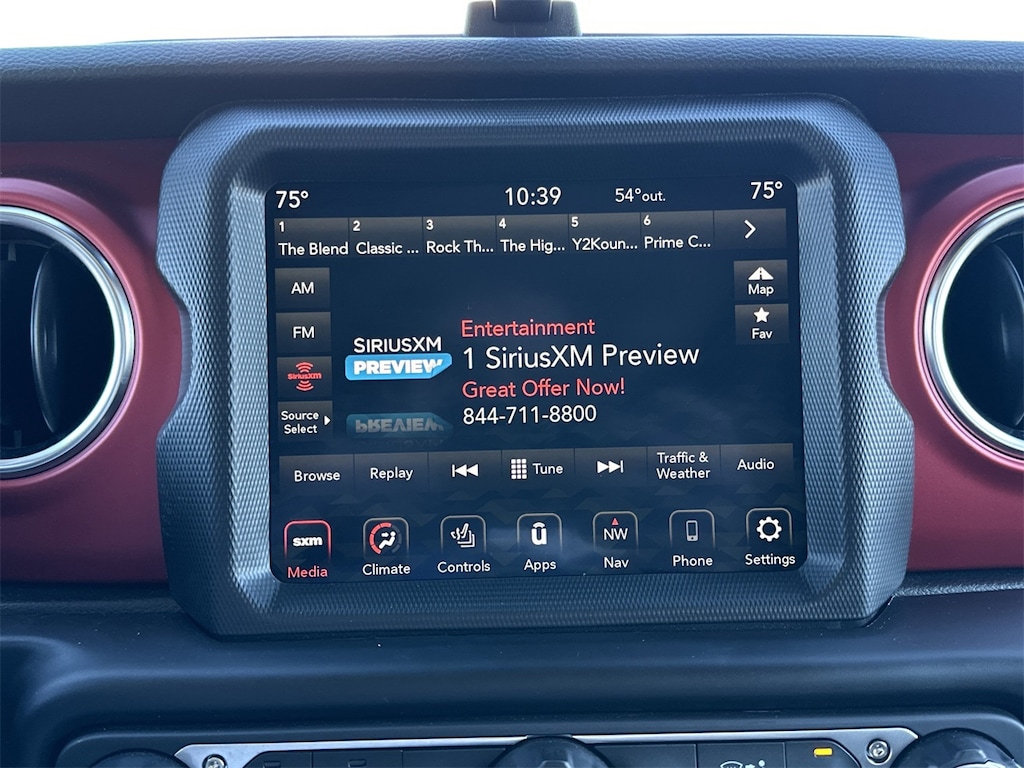 75° 10:39 54°out. 75°
1 2 3 4 5 6
The Blend Classic ... Rock Th... The Hig... Y2Koun... Prime C...
AM
Map
FM
Fav
SiriusXM
Source
Select
SIRIUSXM
PREVIEW
Entertainment
1 SiriusXM Preview
Great Offer Now!
844-711-8800
Browse Replay Tune Traffic &
Weather Audio
sxm
NW
Media Climate Controls Apps Nav Phone Settings